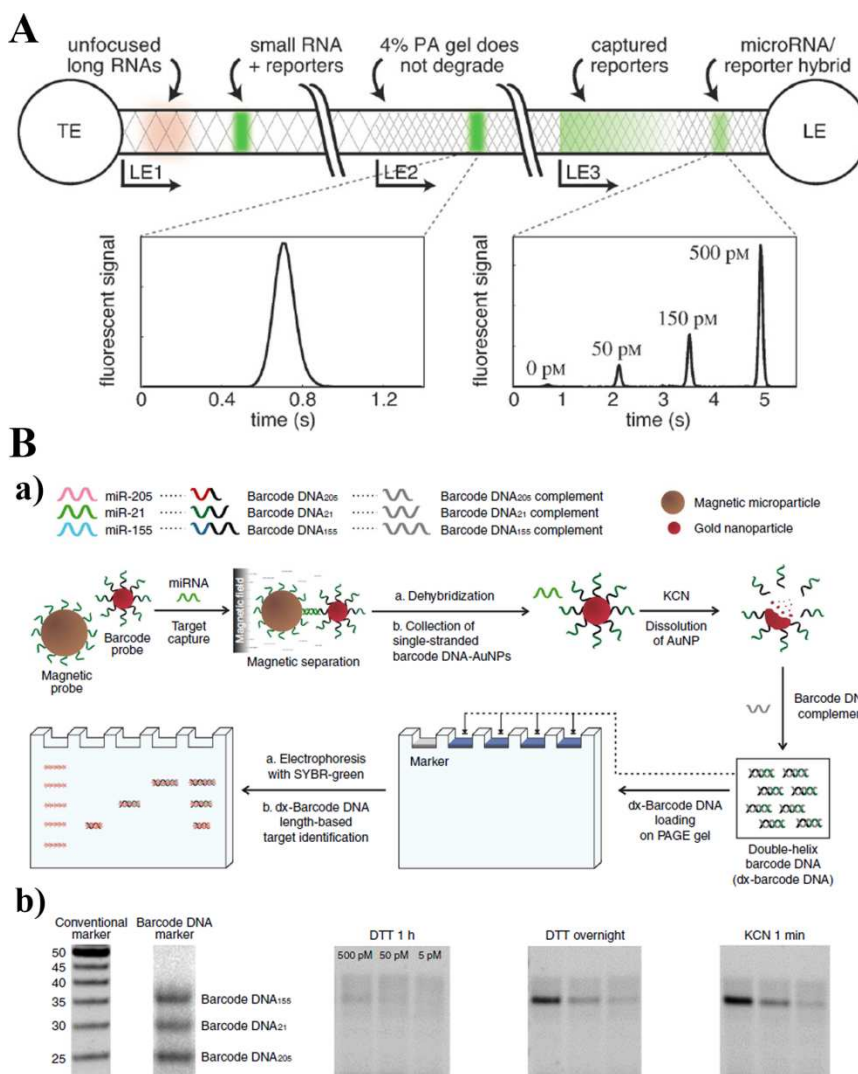 A
unfocused
long RNAs
small RNA
+ reporters
4% PA gel does
not degrade
captured
reporters
microRNA/
reporter hybrid
TE
LE
LE1
LE2
LE3
fluorescent signal
0
0.4
0.8
1.2
time (s)
fluorescent signal
0 pM
50 pM
150 pM
500 pM
0
1
2
3
4
5
time (s)
B
a)
miR-205 Barcode DNA205 Barcode DNA205 complement
miR-21 Barcode DNA21 Barcode DNA21 complement
miR-155 Barcode DNA155 Barcode DNA155 complement
Magnetic microparticle
Gold nanoparticle
Magnetic
probe
Barcode
probe
miRNA
Target
capture
Magnetic field
Magnetic separation
a. Dehybridization
b. Collection of
single-stranded
barcode DNA-AuNPs
KCN
Dissolution
of AuNP
Barcode DN
complemen
Double-helix
barcode DNA
(dx-barcode DNA)
dx-Barcode DNA
loading
on PAGE gel
Marker
a. Electrophoresis
with SYBR-green
b. dx-Barcode DNA
length-based
target identification
b)
Conventional
marker
50
45
40
35
30
25
Barcode DNA
marker
Barcode DNA155
Barcode DNA21
Barcode DNA205
DTT 1 h
500 pM 50 pM 5 pM
DTT overnight
KCN 1 min